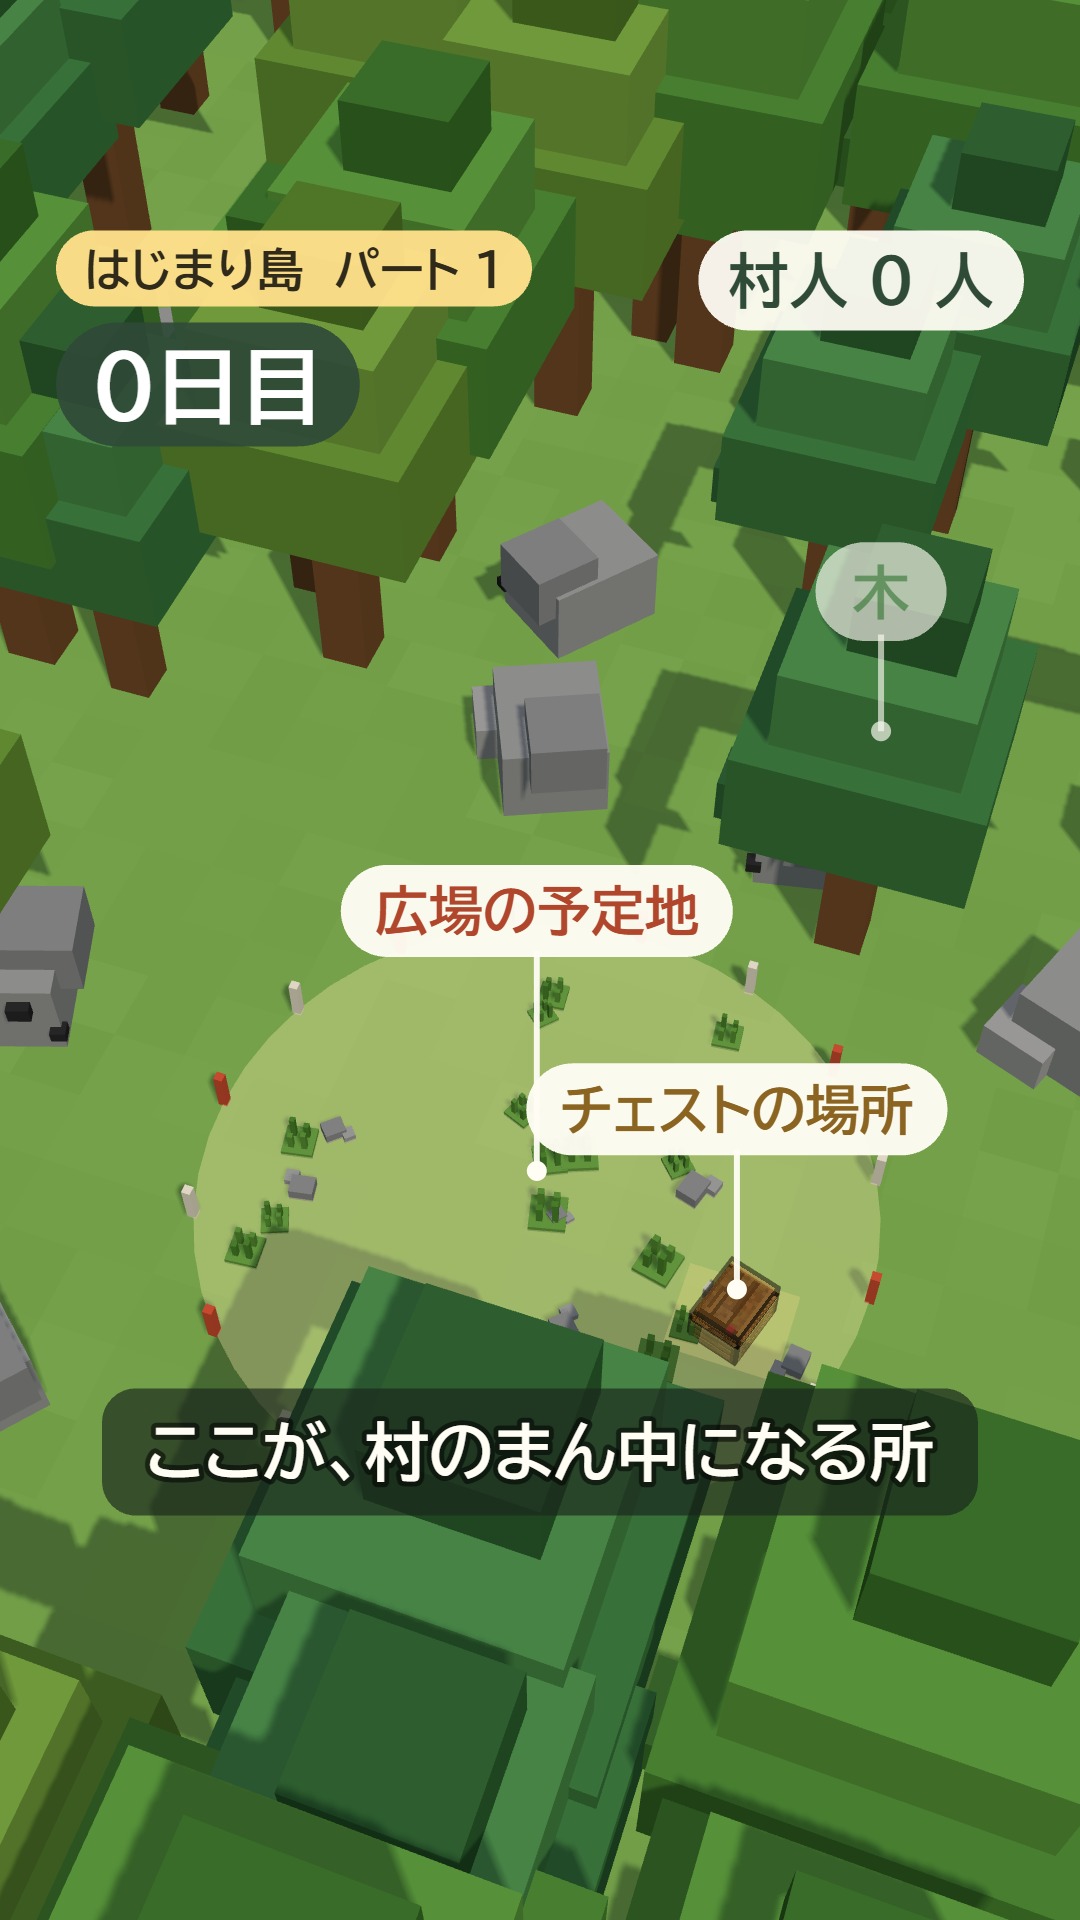 はじまり島 パート 1
村人 0 人
0日目
木
広場の予定地
チェストの場所
ここが、村のまん中になる所